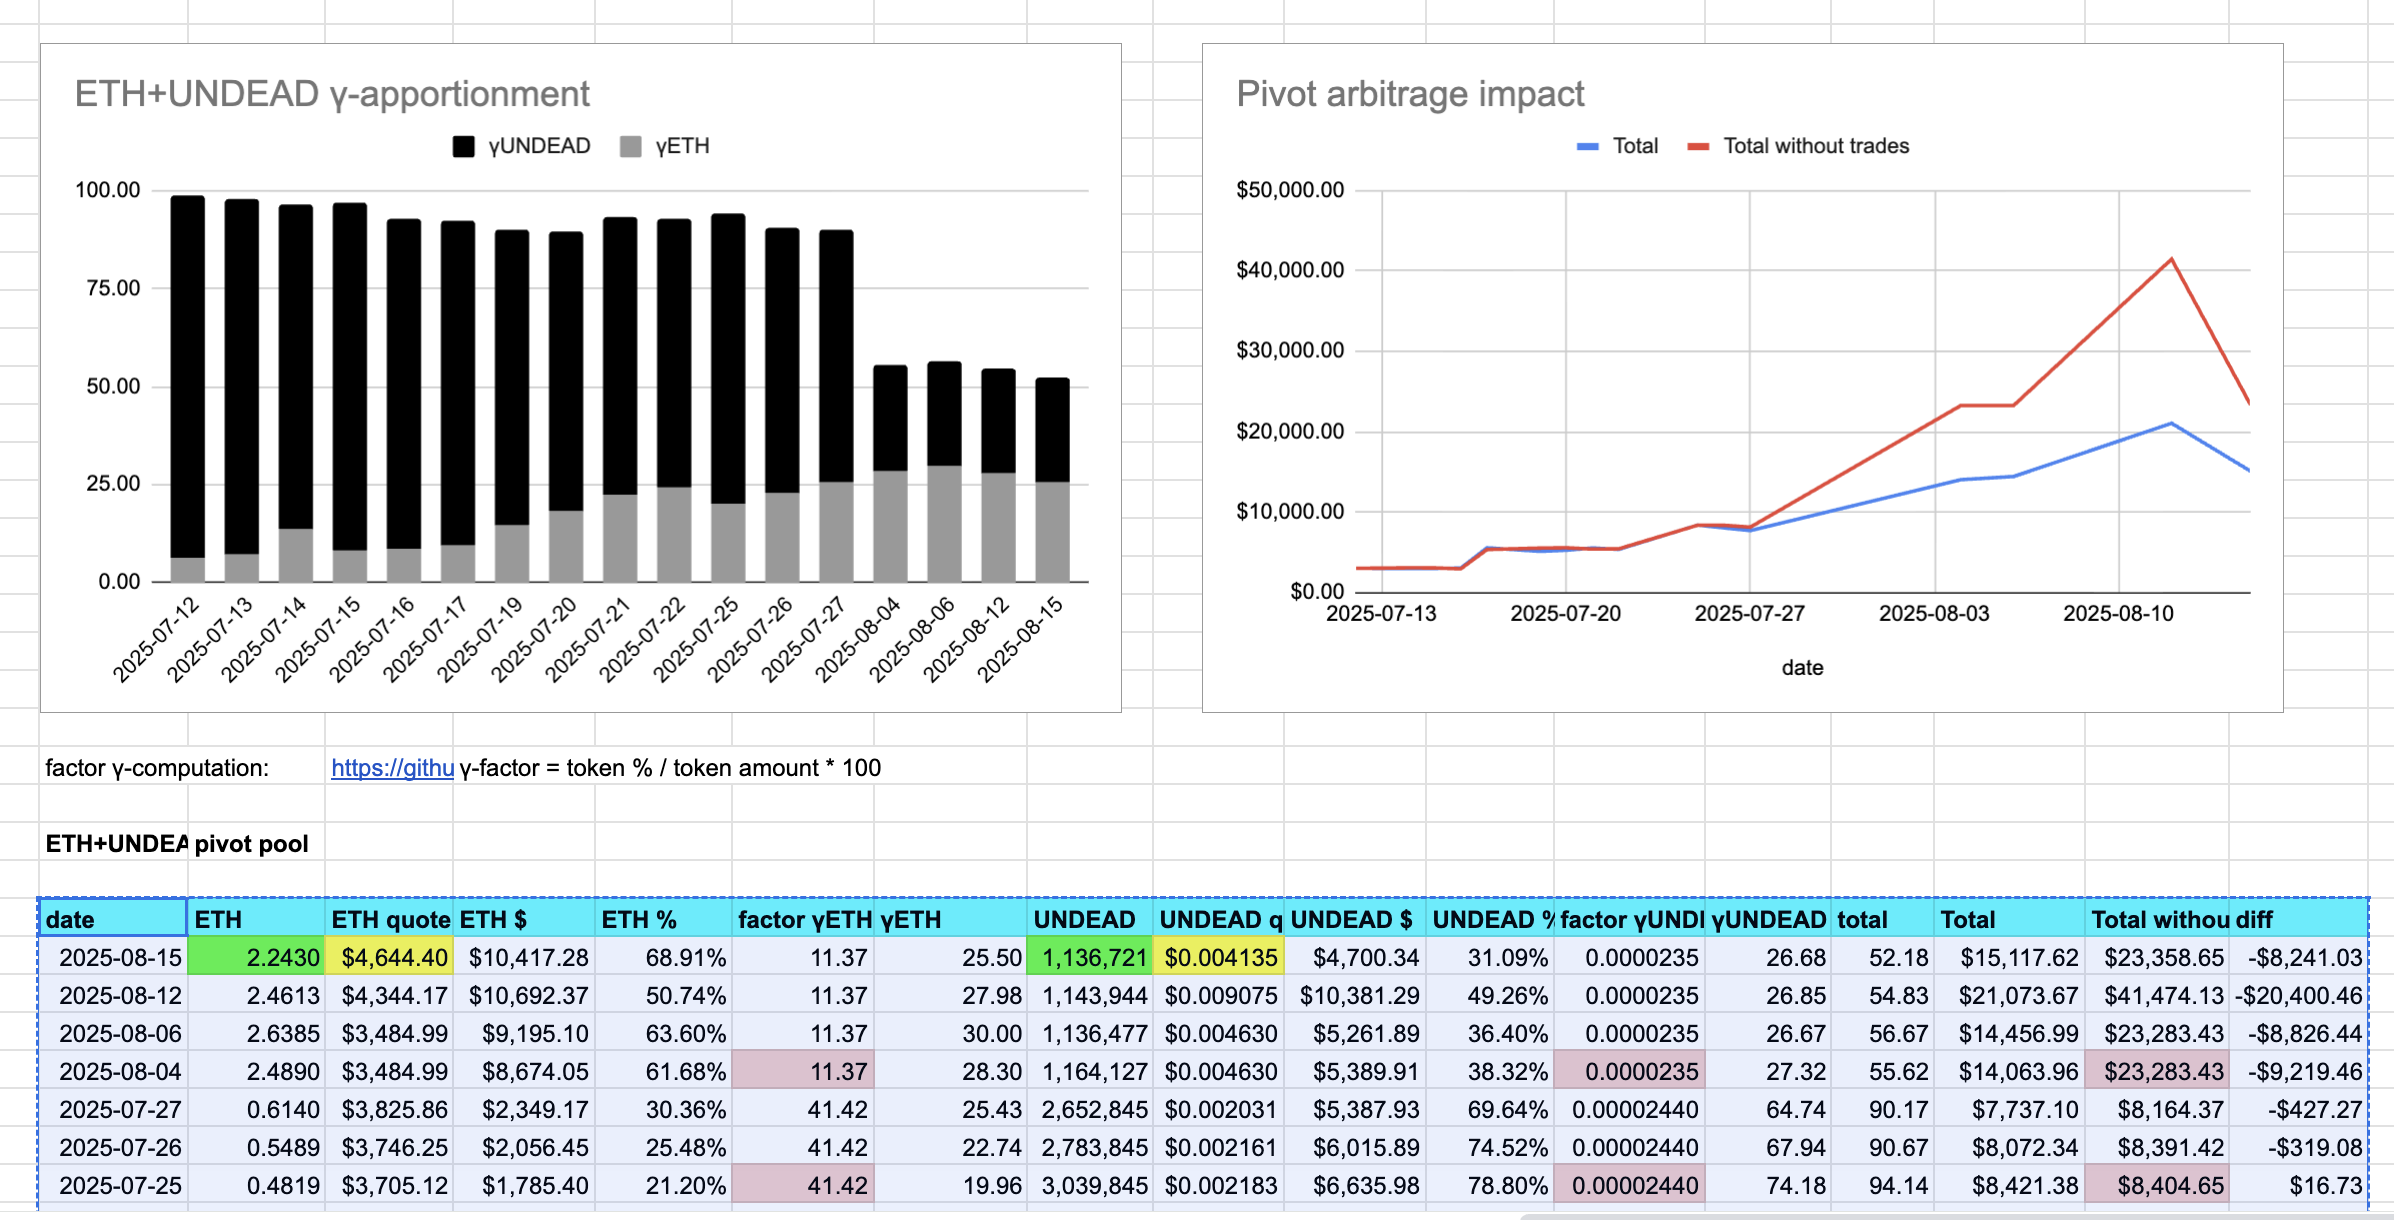 ETH+UNDEAD γ-apportionment
γUNDEAD γETH
100.00
75.00
50.00
25.00
0.00
2025-07-12 2025-07-13 2025-07-14 2025-07-15 2025-07-16 2025-07-17 2025-07-19 2025-07-20 2025-07-21 2025-07-22 2025-07-25 2025-07-26 2025-07-27 2025-08-04 2025-08-06 2025-08-12 2025-08-15
Pivot arbitrage impact
Total Total without trades
$50,000.00
$40,000.00
$30,000.00
$20,000.00
$10,000.00
$0.00
2025-07-13 2025-07-20 2025-07-27 2025-08-03 2025-08-10
date
factor γ-computation: https://githu γ-factor = token % / token amount * 100
ETH+UNDEA pivot pool
date ETH ETH quote ETH $ ETH % factor γETH γETH UNDEAD UNDEAD q UNDEAD $ UNDEAD % factor γUNDI γUNDEAD total Total Total withou diff
2025-08-15 2.2430 $4,644.40 $10,417.28 68.91% 11.37 25.50 1,136,721 $0.004135 $4,700.34 31.09% 0.0000235 26.68 52.18 $15,117.62 $23,358.65 -$8,241.03
2025-08-12 2.4613 $4,344.17 $10,692.37 50.74% 11.37 27.98 1,143,944 $0.009075 $10,381.29 49.26% 0.0000235 26.85 54.83 $21,073.67 $41,474.13 -$20,400.46
2025-08-06 2.6385 $3,484.99 $9,195.10 63.60% 11.37 30.00 1,136,477 $0.004630 $5,261.89 36.40% 0.0000235 26.67 56.67 $14,456.99 $23,283.43 -$8,826.44
2025-08-04 2.4890 $3,484.99 $8,674.05 61.68% 11.37 28.30 1,164,127 $0.004630 $5,389.91 38.32% 0.0000235 27.32 55.62 $14,063.96 $23,283.43 -$9,219.46
2025-07-27 0.6140 $3,825.86 $2,349.17 30.36% 41.42 25.43 2,652,845 $0.002031 $5,387.93 69.64% 0.00002440 64.74 90.17 $7,737.10 $8,164.37 -$427.27
2025-07-26 0.5489 $3,746.25 $2,056.45 25.48% 41.42 22.74 2,783,845 $0.002161 $6,015.89 74.52% 0.00002440 67.94 90.67 $8,072.34 $8,391.42 -$319.08
2025-07-25 0.4819 $3,705.12 $1,785.40 21.20% 41.42 19.96 3,039,845 $0.002183 $6,635.98 78.80% 0.00002440 74.18 94.14 $8,421.38 $8,404.65 $16.73